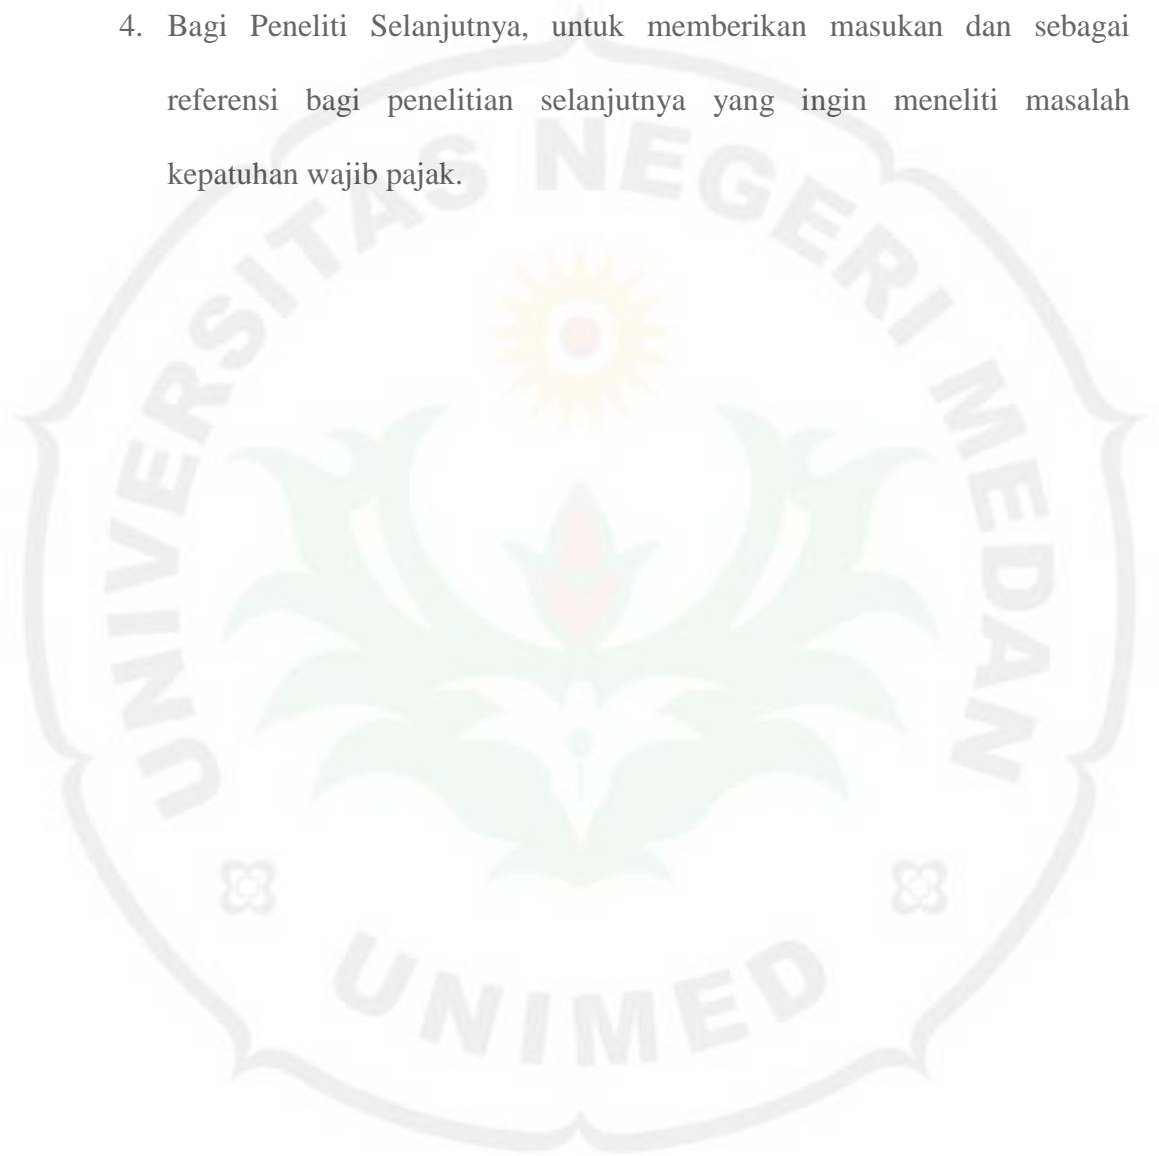 4. Bagi Peneliti Selanjutnya, untuk memberikan masukan dan sebagai
referensi bagi penelitian selanjutnya yang ingin meneliti masalah
kepatuhan wajib pajak.
UNIVERSITAS NEGERI MEDAN
UNIMED